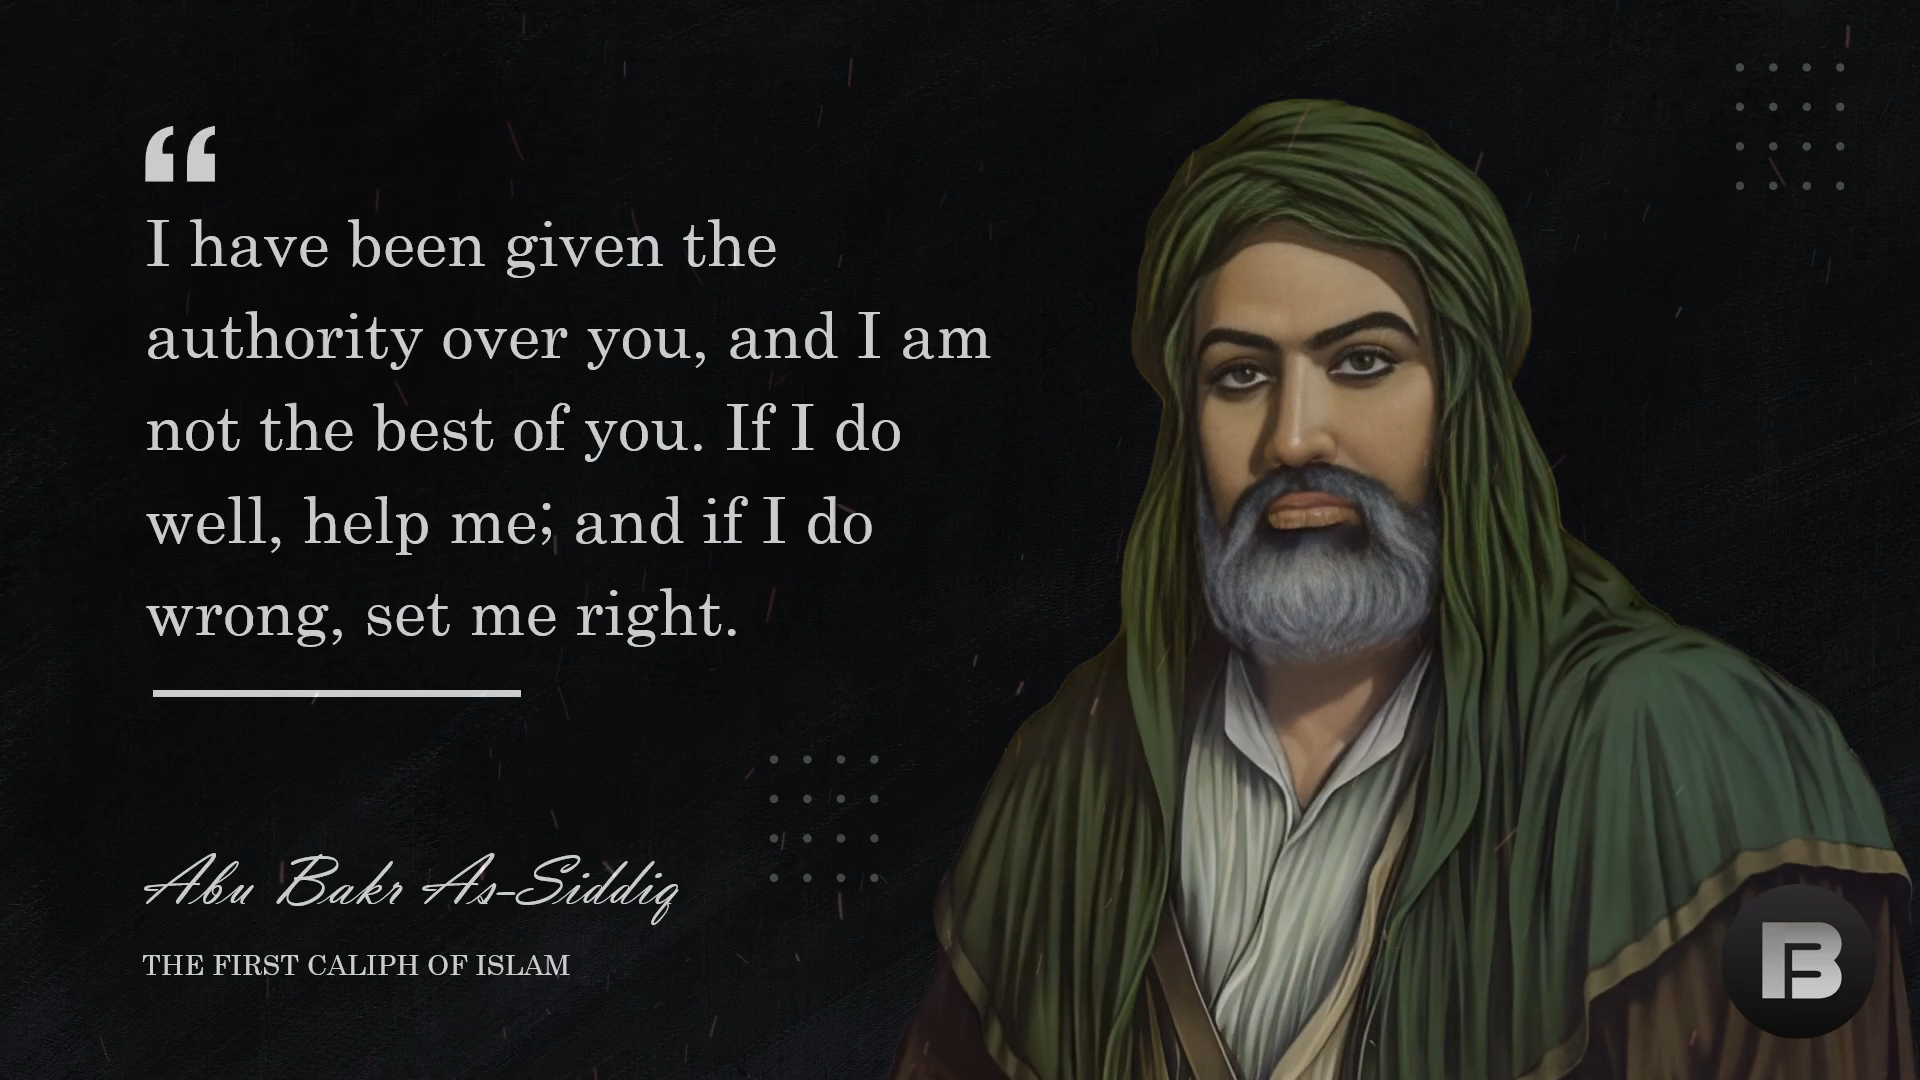 “
I have been given the
authority over you, and I am
not the best of you. If I do
well, help me; and if I do
wrong, set me right.
Abu Bakr As-Siddiq
THE FIRST CALIPH OF ISLAM
B